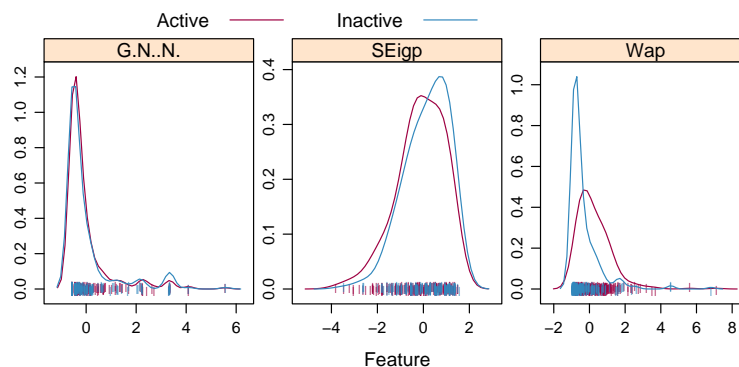 Active Inactive
G.N..N. SEigp Wap
0.0 0.2 0.4 0.6 0.8 1.0 1.2
0 2 4 6
0.0 0.1 0.2 0.3 0.4
−4 −2 0 2
0.0 0.2 0.4 0.6 0.8 1.0
−2 0 2 4 6 8
Feature